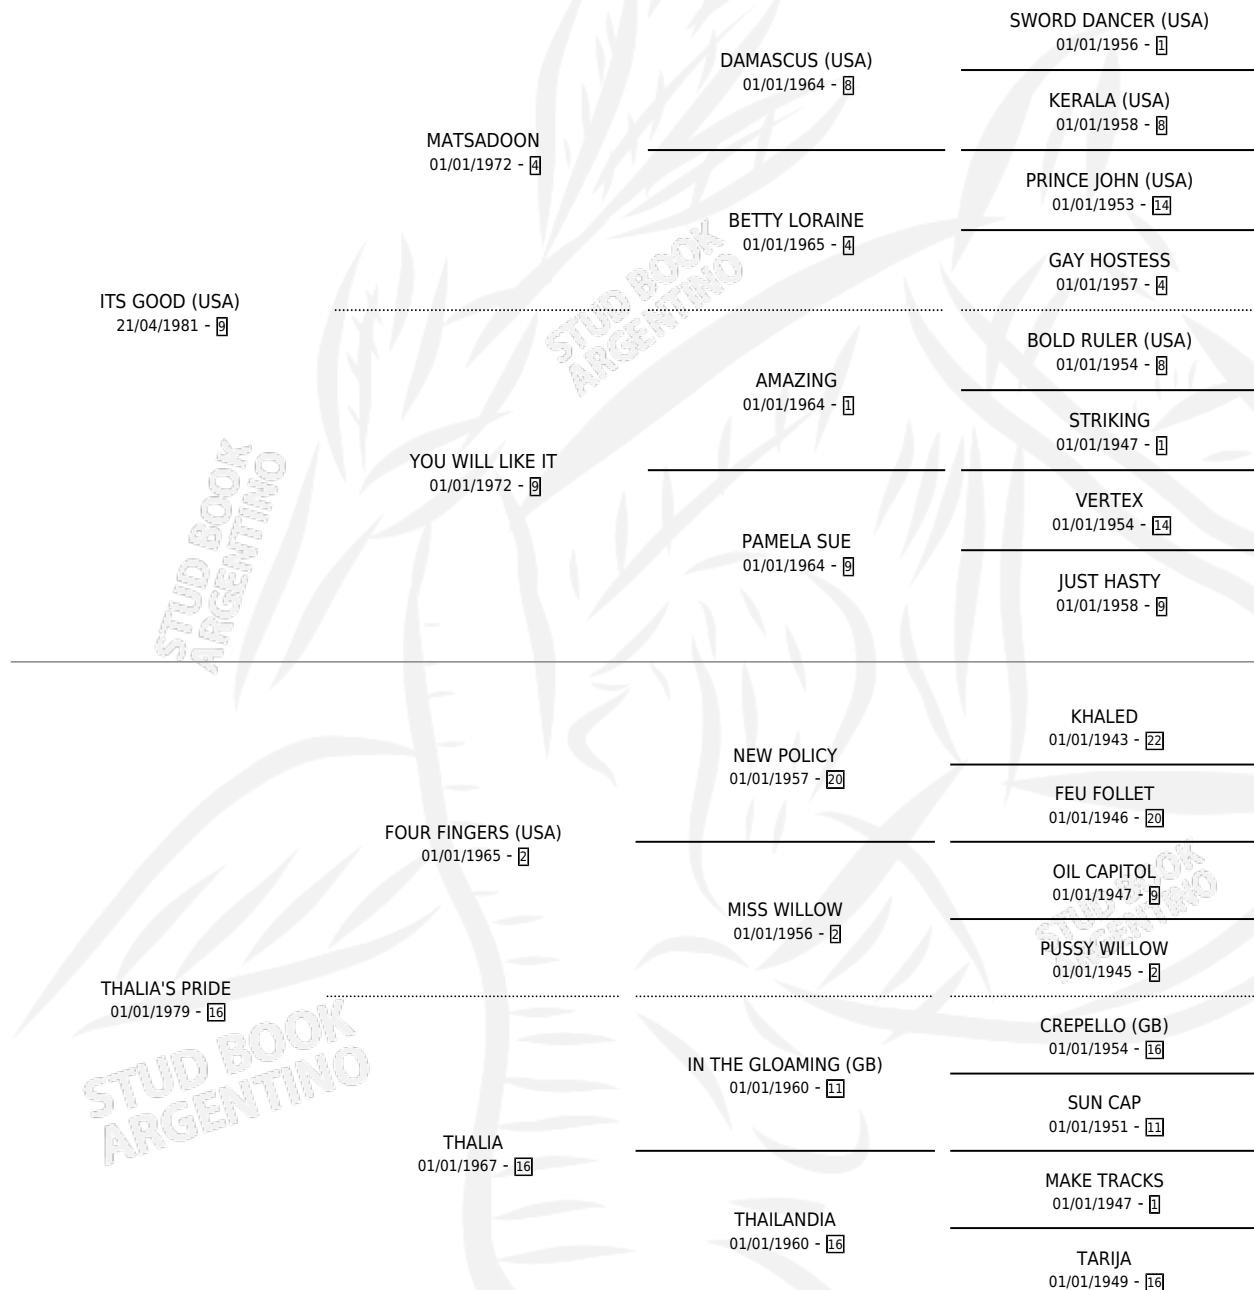 ITS GOOD (USA)
21/04/1981 - 9
MATSADOON
01/01/1972 - 4
DAMASCUS (USA)
01/01/1964 - 8
SWORD DANCER (USA)
01/01/1956 - 1
KERALA (USA)
01/01/1958 - 8
BETTY LORAINE
01/01/1965 - 4
PRINCE JOHN (USA)
01/01/1953 - 14
GAY HOSTESS
01/01/1957 - 4
YOU WILL LIKE IT
01/01/1972 - 9
AMAZING
01/01/1964 - 1
BOLD RULER (USA)
01/01/1954 - 8
STRIKING
01/01/1947 - 1
PAMELA SUE
01/01/1964 - 9
VERTEX
01/01/1954 - 14
JUST HASTY
01/01/1958 - 9
THALIA'S PRIDE
01/01/1979 - 16
FOUR FINGERS (USA)
01/01/1965 - 2
NEW POLICY
01/01/1957 - 20
KHALED
01/01/1943 - 22
FEU FOLLET
01/01/1946 - 20
MISS WILLOW
01/01/1956 - 2
OIL CAPITOL
01/01/1947 - 9
PUSSY WILLOW
01/01/1945 - 2
THALIA
01/01/1967 - 16
IN THE GLOAMING (GB)
01/01/1960 - 11
CREPELLO (GB)
01/01/1954 - 16
SUN CAP
01/01/1951 - 11
THAILANDIA
01/01/1960 - 16
MAKE TRACKS
01/01/1947 - 1
TARIJA
01/01/1949 - 16
STUD BOOK
ARGENTINO
STUD BOOK
ARGENTINO
STUD BOOK
ARGENTINO
STUD BOOK
ARGENTINO